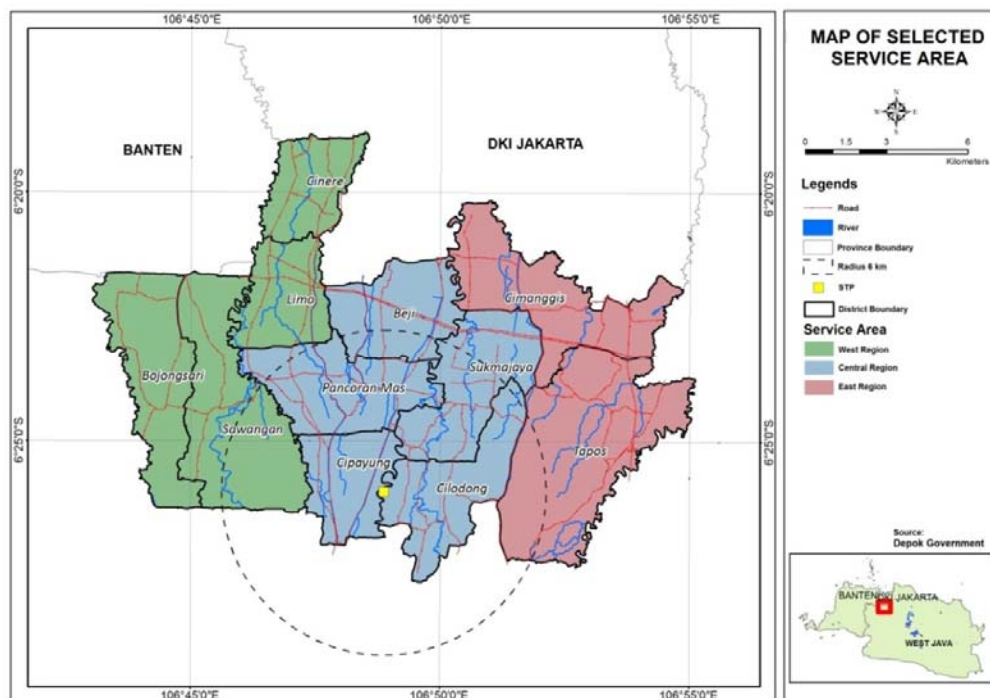 106°45'0"E
106°50'0"E
106°55'0"E
BANTEN
DKI JAKARTA
6°20'0"S
6°20'0"S
Cinere
Limo
Cimanggis
Beji
Bojongsari
Sukmajaya
Pancoran Mas
6°25'0"S
Sawangan
6°25'0"S
Cipayung
Tapos
Cilodong
106°45'0"E
106°50'0"E
106°55'0"E
MAP OF SELECTED
SERVICE AREA
N
W
E
S
0 1.5 3 6
Kilometers
Legends
Road
River
Province Boundary
Radius 6 km
STP
District Boundary
Service Area
West Region
Central Region
East Region
Source:
Depok Government
BANTEN
DKI JAKARTA
WEST JAVA